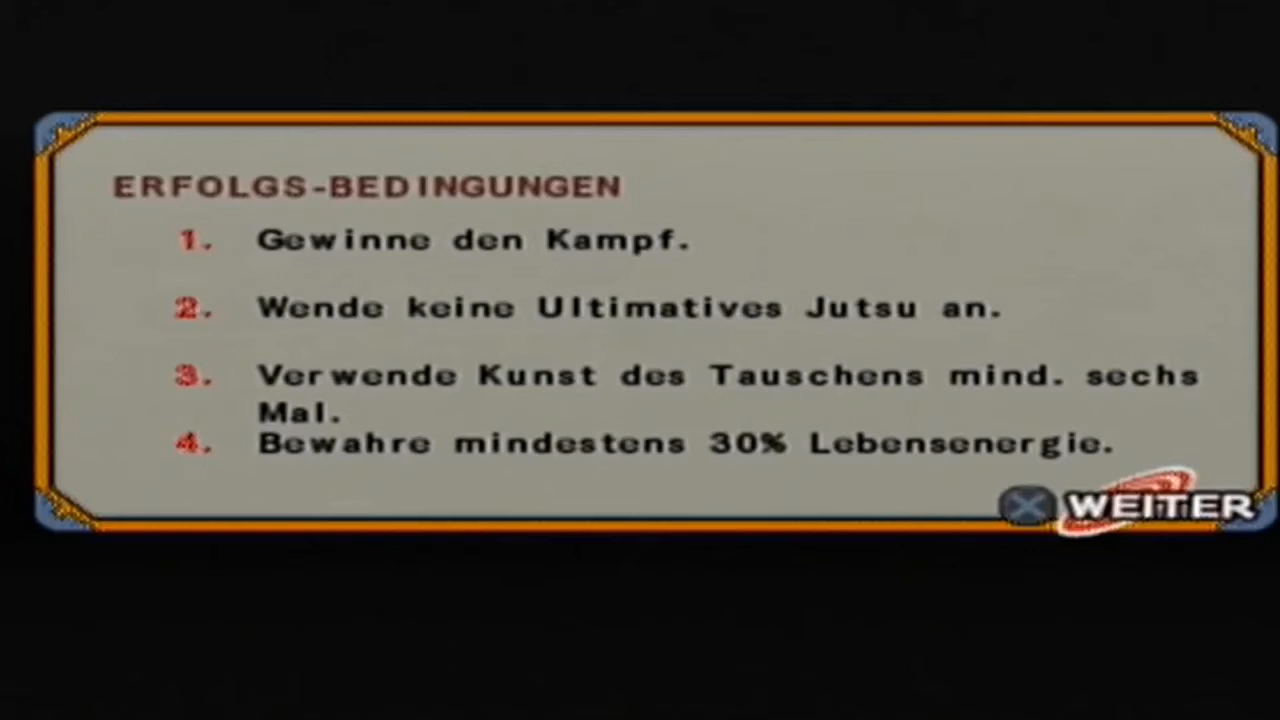 ERFOLGS-BEDINGUNGEN
1. Gewinne den Kampf.
2. Wende keine Ultimatives Jutsu an.
3. Verwende Kunst des Tauschens mind. sechs
Mal.
4. Bewahre mindestens 30% Lebensenergie.
WEITER